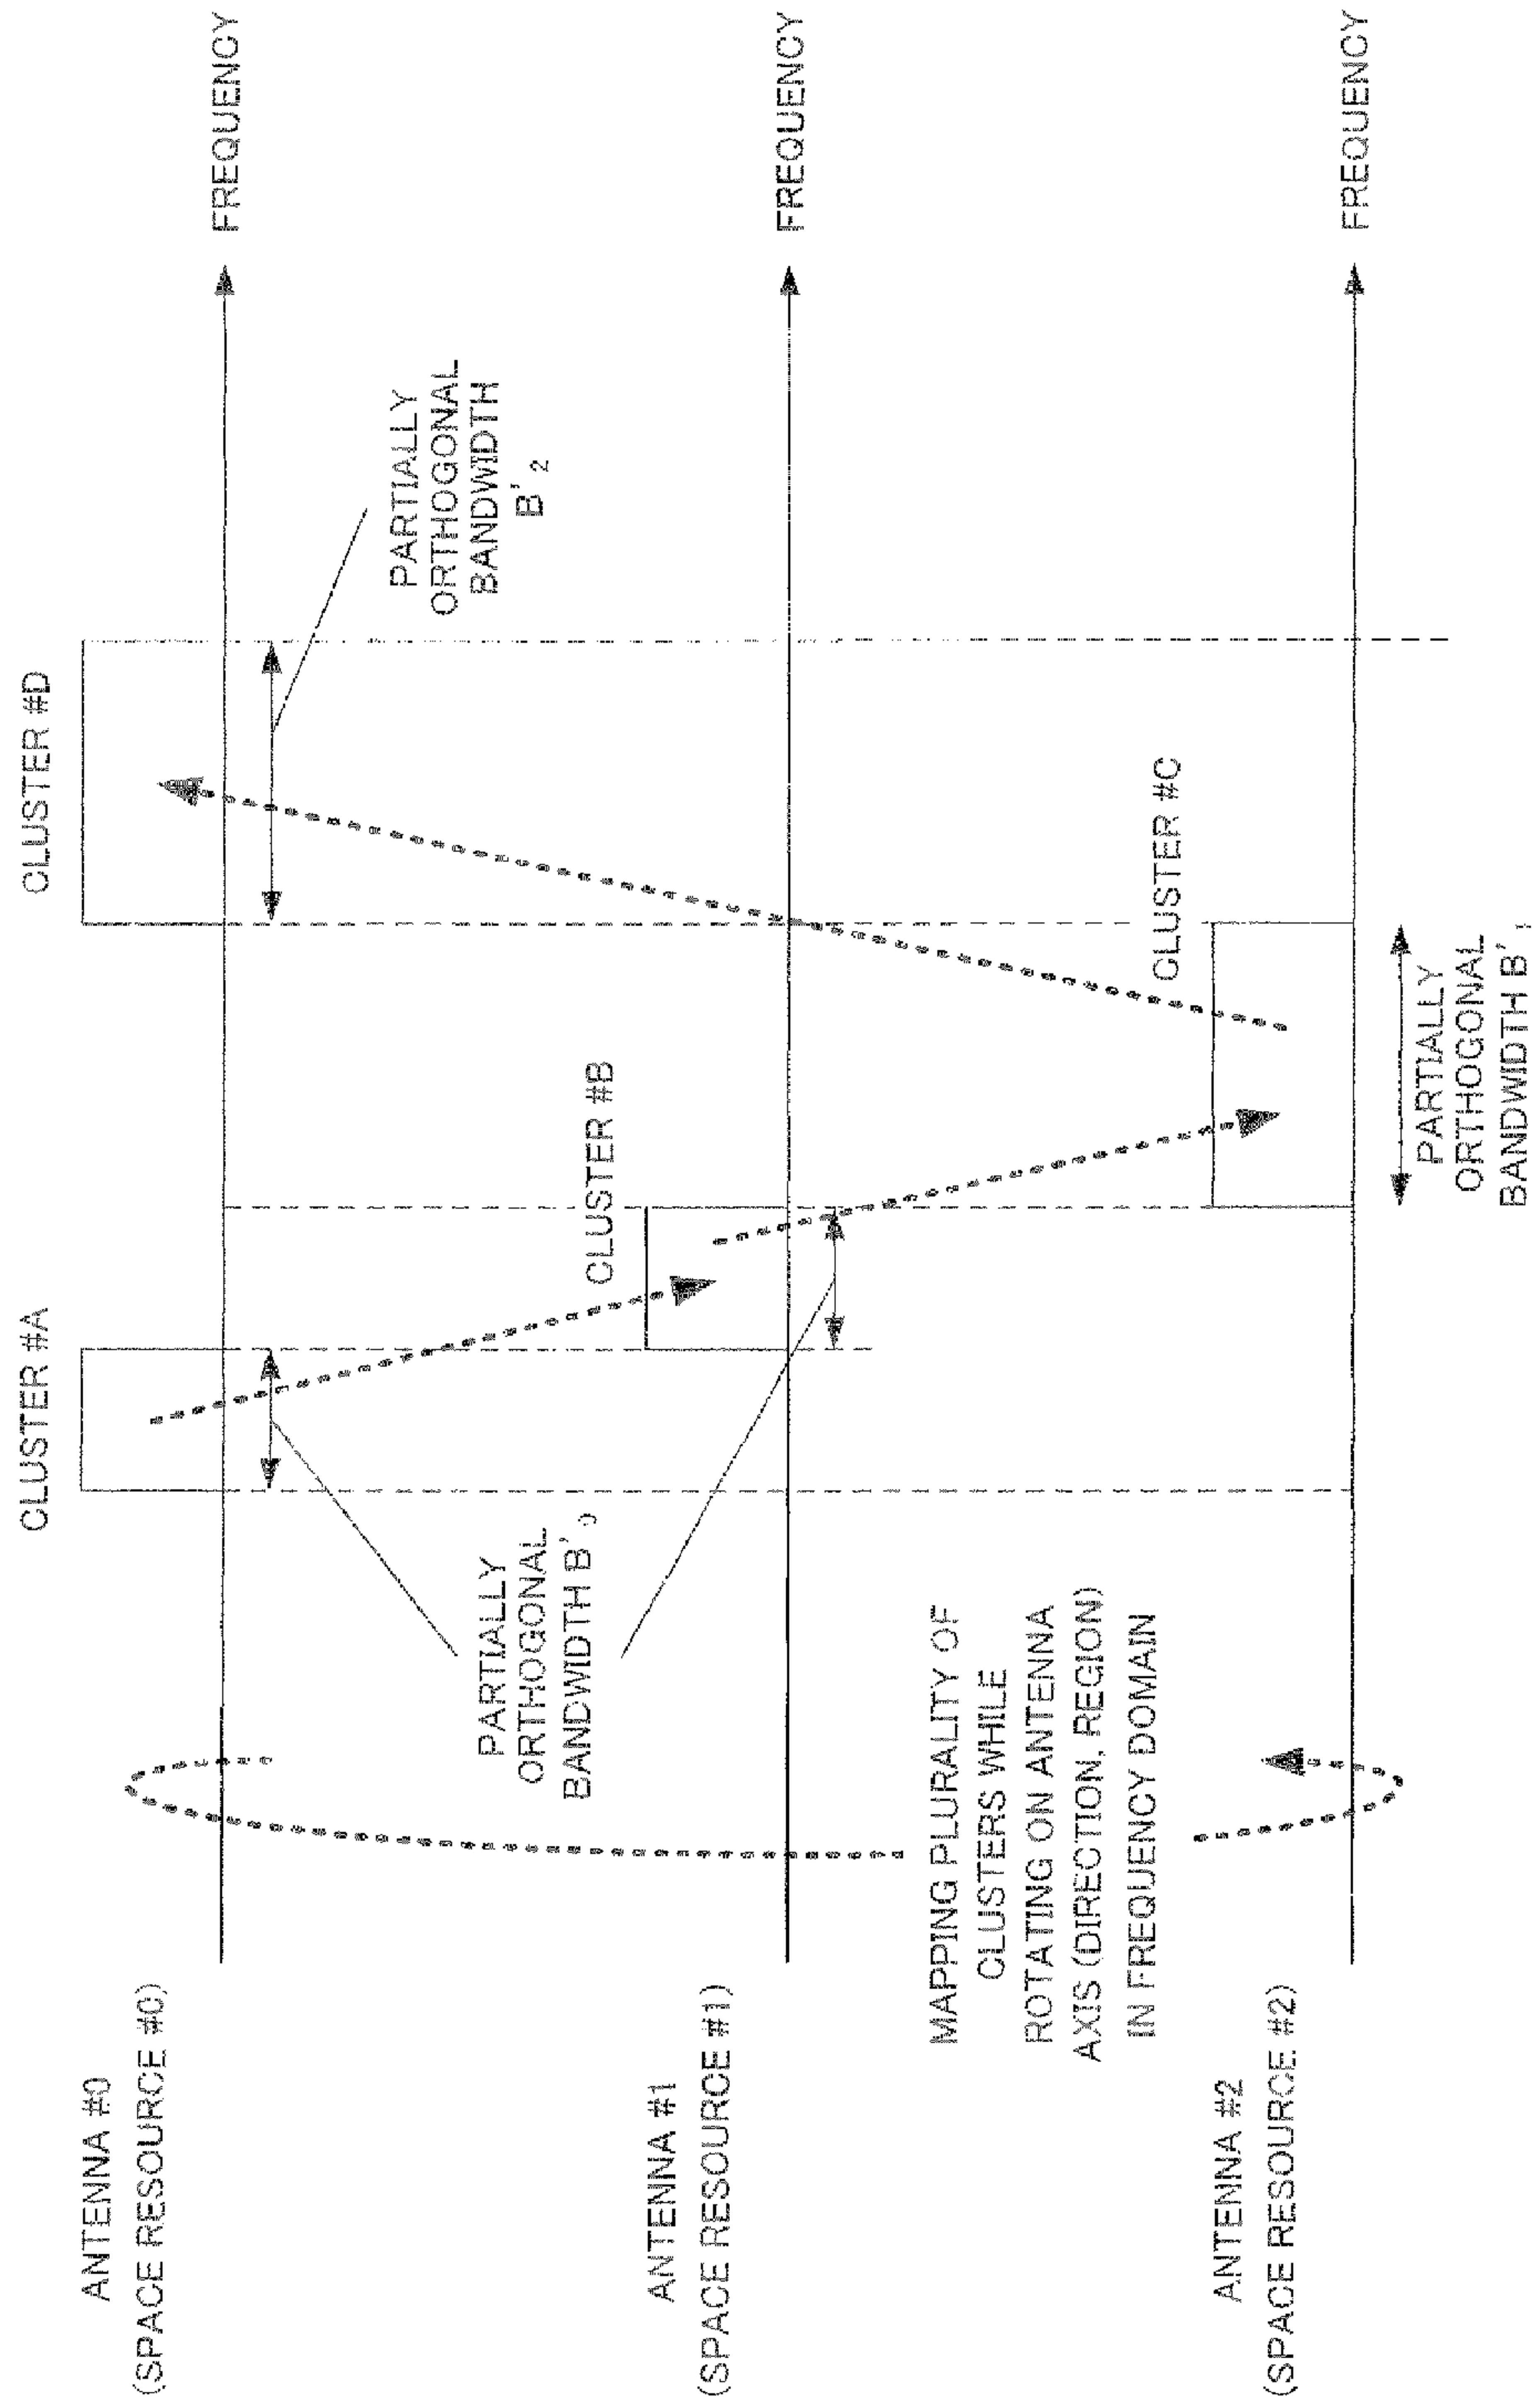 ANTENNA #0
(SPACE RESOURCE #0)
CLUSTER #A
CLUSTER #D
FREQUENCY
PARTIALLY
ORTHOGONAL
BANDWIDTH B'0
PARTIALLY
ORTHOGONAL
BANDWIDTH
B'2
ANTENNA #1
(SPACE RESOURCE #1)
CLUSTER #B
FREQUENCY
MAPPING PLURALITY OF
CLUSTERS WHILE
ROTATING ON ANTENNA
AXIS (DIRECTION, REGION)
IN FREQUENCY DOMAIN
ANTENNA #2
(SPACE RESOURCE #2)
CLUSTER #C
FREQUENCY
PARTIALLY
ORTHOGONAL
BANDWIDTH B'1